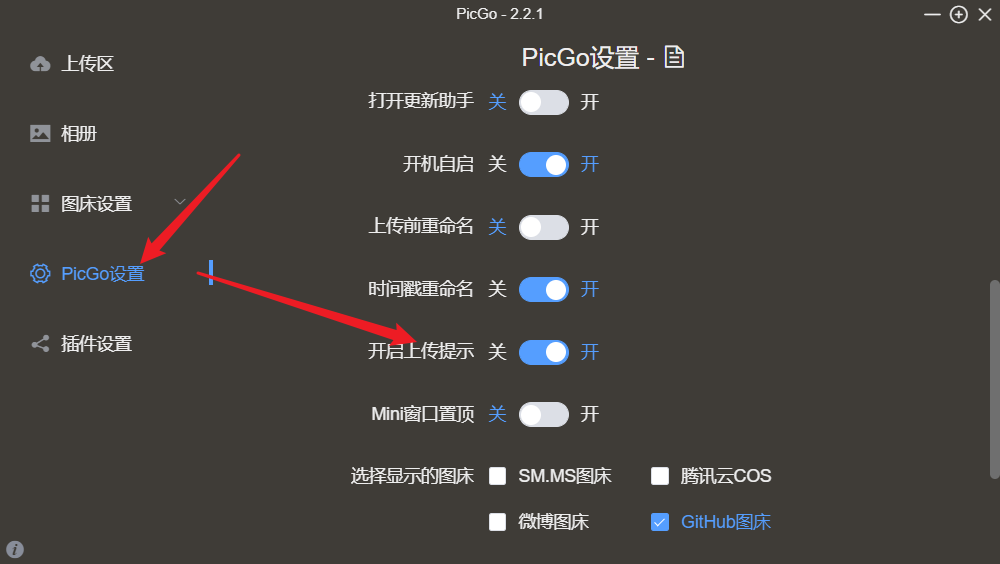 PicGo - 2.2.1
上传区
相册
图床设置
PicGo设置
插件设置
PicGo设置 -
打开更新助手 关 开
开机自启 关 开
上传前重命名 关 开
时间戳重命名 关 开
开启上传提示 关 开
Mini窗口置顶 关 开
选择显示的图床 SM.MS图床 腾讯云COS
微博图床 GitHub图床